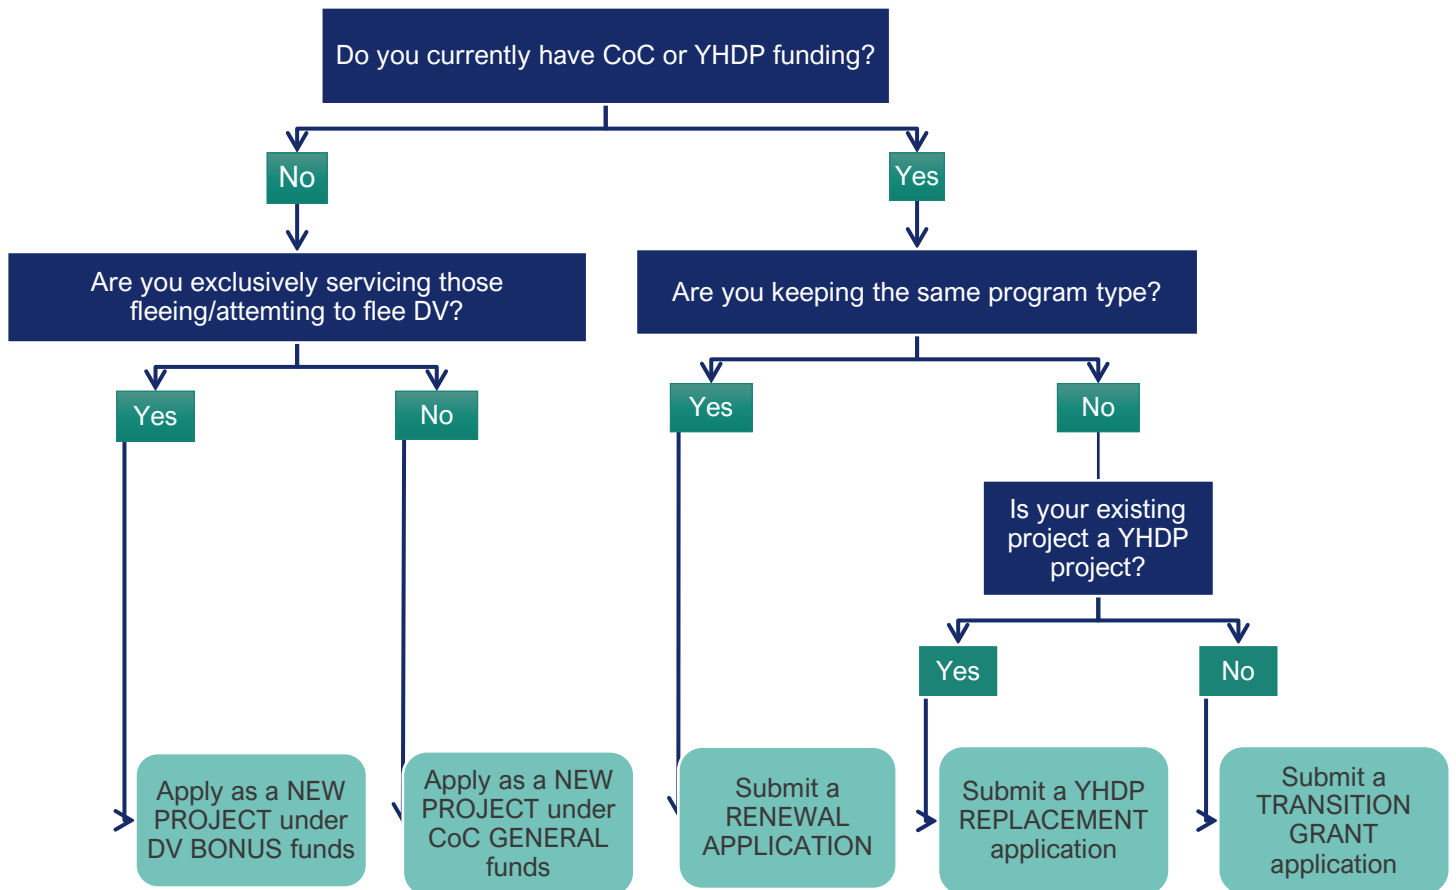 Do you currently have CoC or YHDP funding?
No
Yes
Are you exclusively servicing those
fleeing/attemting to flee DV?
Are you keeping the same program type?
Yes
No
Yes
No
Is your existing
project a YHDP
project?
Yes
No
Apply as a NEW
PROJECT under
DV BONUS funds
Apply as a NEW
PROJECT under
CoC GENERAL
funds
Submit a
RENEWAL
APPLICATION
Submit a YHDP
REPLACEMENT
application
Submit a
TRANSITION
GRANT
application